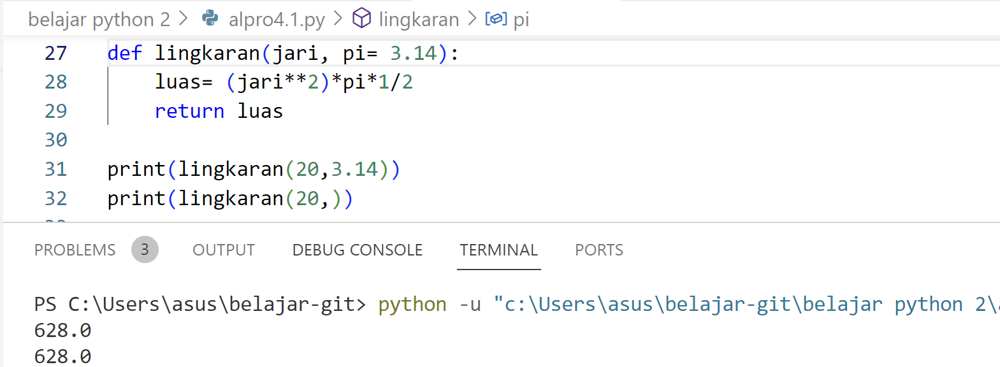 belajar python 2 > alpro4.1.py > lingkaran > pi
27 def lingkaran(jari, pi= 3.14):
28 luas= (jari**2)*pi*1/2
29 return luas
30
31 print(lingkaran(20,3.14))
32 print(lingkaran(20,))
PROBLEMS 3 OUTPUT DEBUG CONSOLE TERMINAL PORTS
PS C:\Users\asus\belajar-git> python -u "c:\Users\asus\belajar-git\belajar python 2\
628.0
628.0